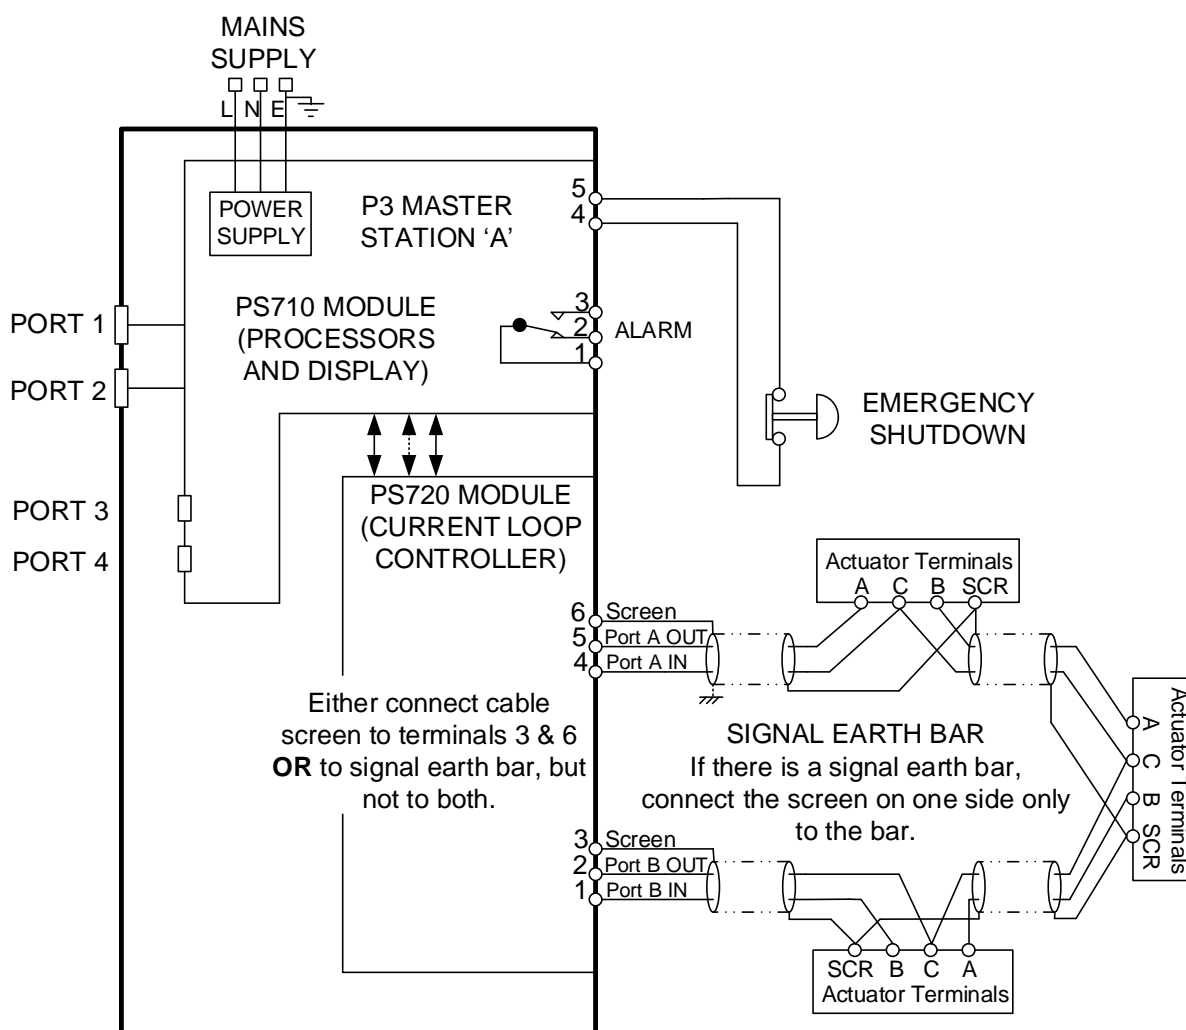 MAINS
SUPPLY
L N E
POWER
SUPPLY
P3 MASTER
STATION ‘A’
5
4
PS710 MODULE
(PROCESSORS
AND DISPLAY)
3
2
1
ALARM
PORT 1
PORT 2
EMERGENCY
SHUTDOWN
PORT 3
PORT 4
PS720 MODULE
(CURRENT LOOP
CONTROLLER)
Actuator Terminals
A C B SCR
6 Screen
5 Port A OUT
4 Port A IN
Either connect cable
screen to terminals 3 & 6
OR to signal earth bar, but
not to both.
SIGNAL EARTH BAR
If there is a signal earth bar,
connect the screen on one side only
to the bar.
A C B SCR
Actuator Terminals
3 Screen
2 Port B OUT
1 Port B IN
SCR B C A
Actuator Terminals